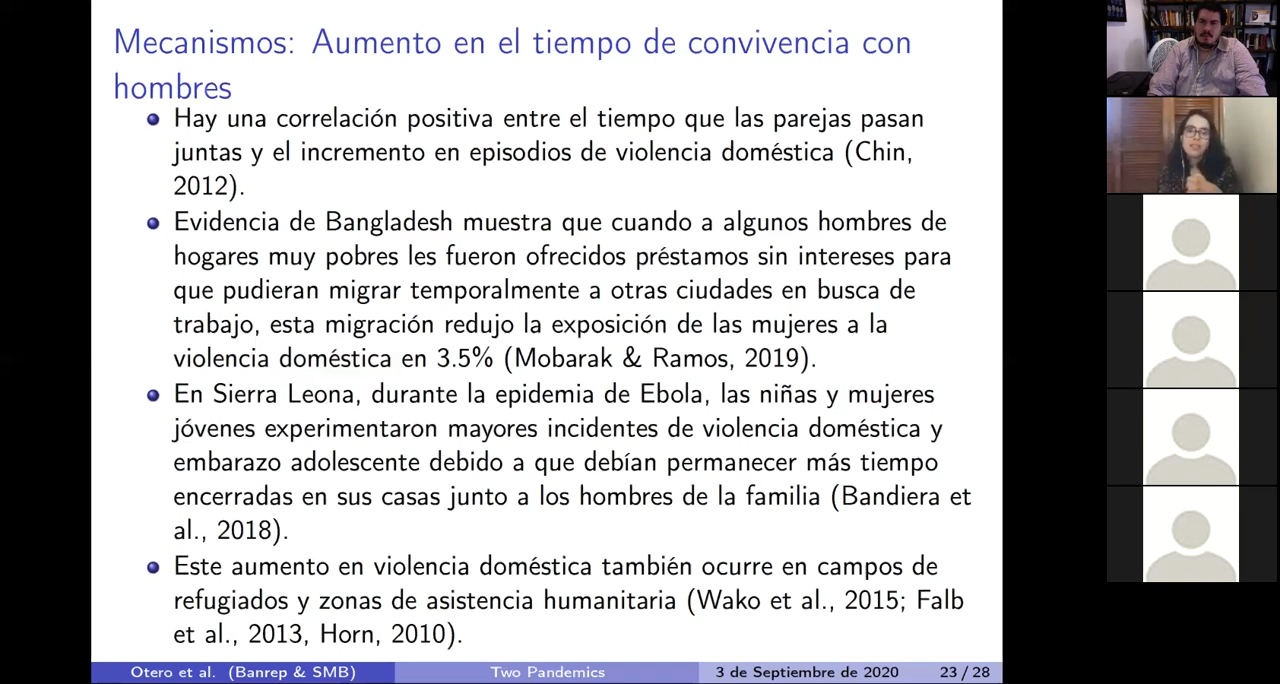 Mecanismos: Aumento en el tiempo de convivencia con
hombres
Hay una correlación positiva entre el tiempo que las parejas pasan
juntas y el incremento en episodios de violencia doméstica (Chin,
2012).
Evidencia de Bangladesh muestra que cuando a algunos hombres de
hogares muy pobres les fueron ofrecidos préstamos sin intereses para
que pudieran migrar temporalmente a otras ciudades en busca de
trabajo, esta migración redujo la exposición de las mujeres a la
violencia doméstica en 3.5% (Mobarak & Ramos, 2019).
En Sierra Leona, durante la epidemia de Ebola, las niñas y mujeres
jóvenes experimentaron mayores incidentes de violencia doméstica y
embarazo adolescente debido a que debían permanecer más tiempo
encerradas en sus casas junto a los hombres de la familia (Bandiera et
al., 2018).
Este aumento en violencia doméstica también ocurre en campos de
refugiados y zonas de asistencia humanitaria (Wako et al., 2015; Falb
et al., 2013, Horn, 2010).
Otero et al. (Banrep & SMB) Two Pandemics 3 de Septiembre de 2020 23 / 28